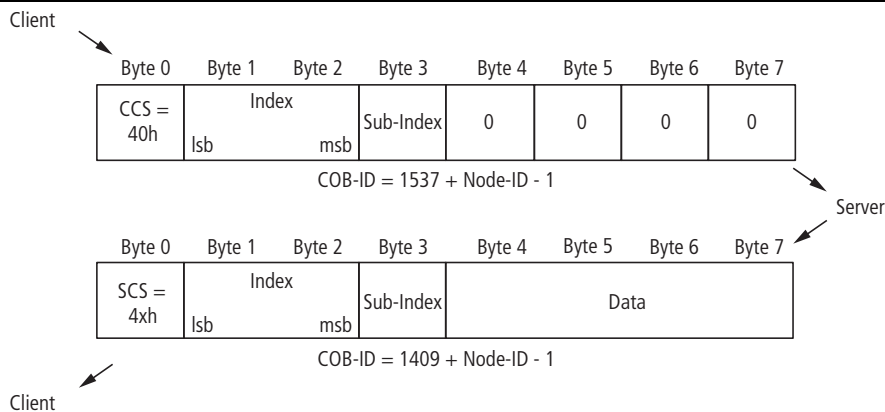 Client
Byte 0 Byte 1 Byte 2 Byte 3 Byte 4 Byte 5 Byte 6 Byte 7
CCS =
40h
Index
lsb msb
Sub-Index
0 0 0 0
COB-ID = 1537 + Node-ID - 1
Server
Byte 0 Byte 1 Byte 2 Byte 3 Byte 4 Byte 5 Byte 6 Byte 7
SCS =
4xh
Index
lsb msb
Sub-Index
Data
COB-ID = 1409 + Node-ID - 1
Client